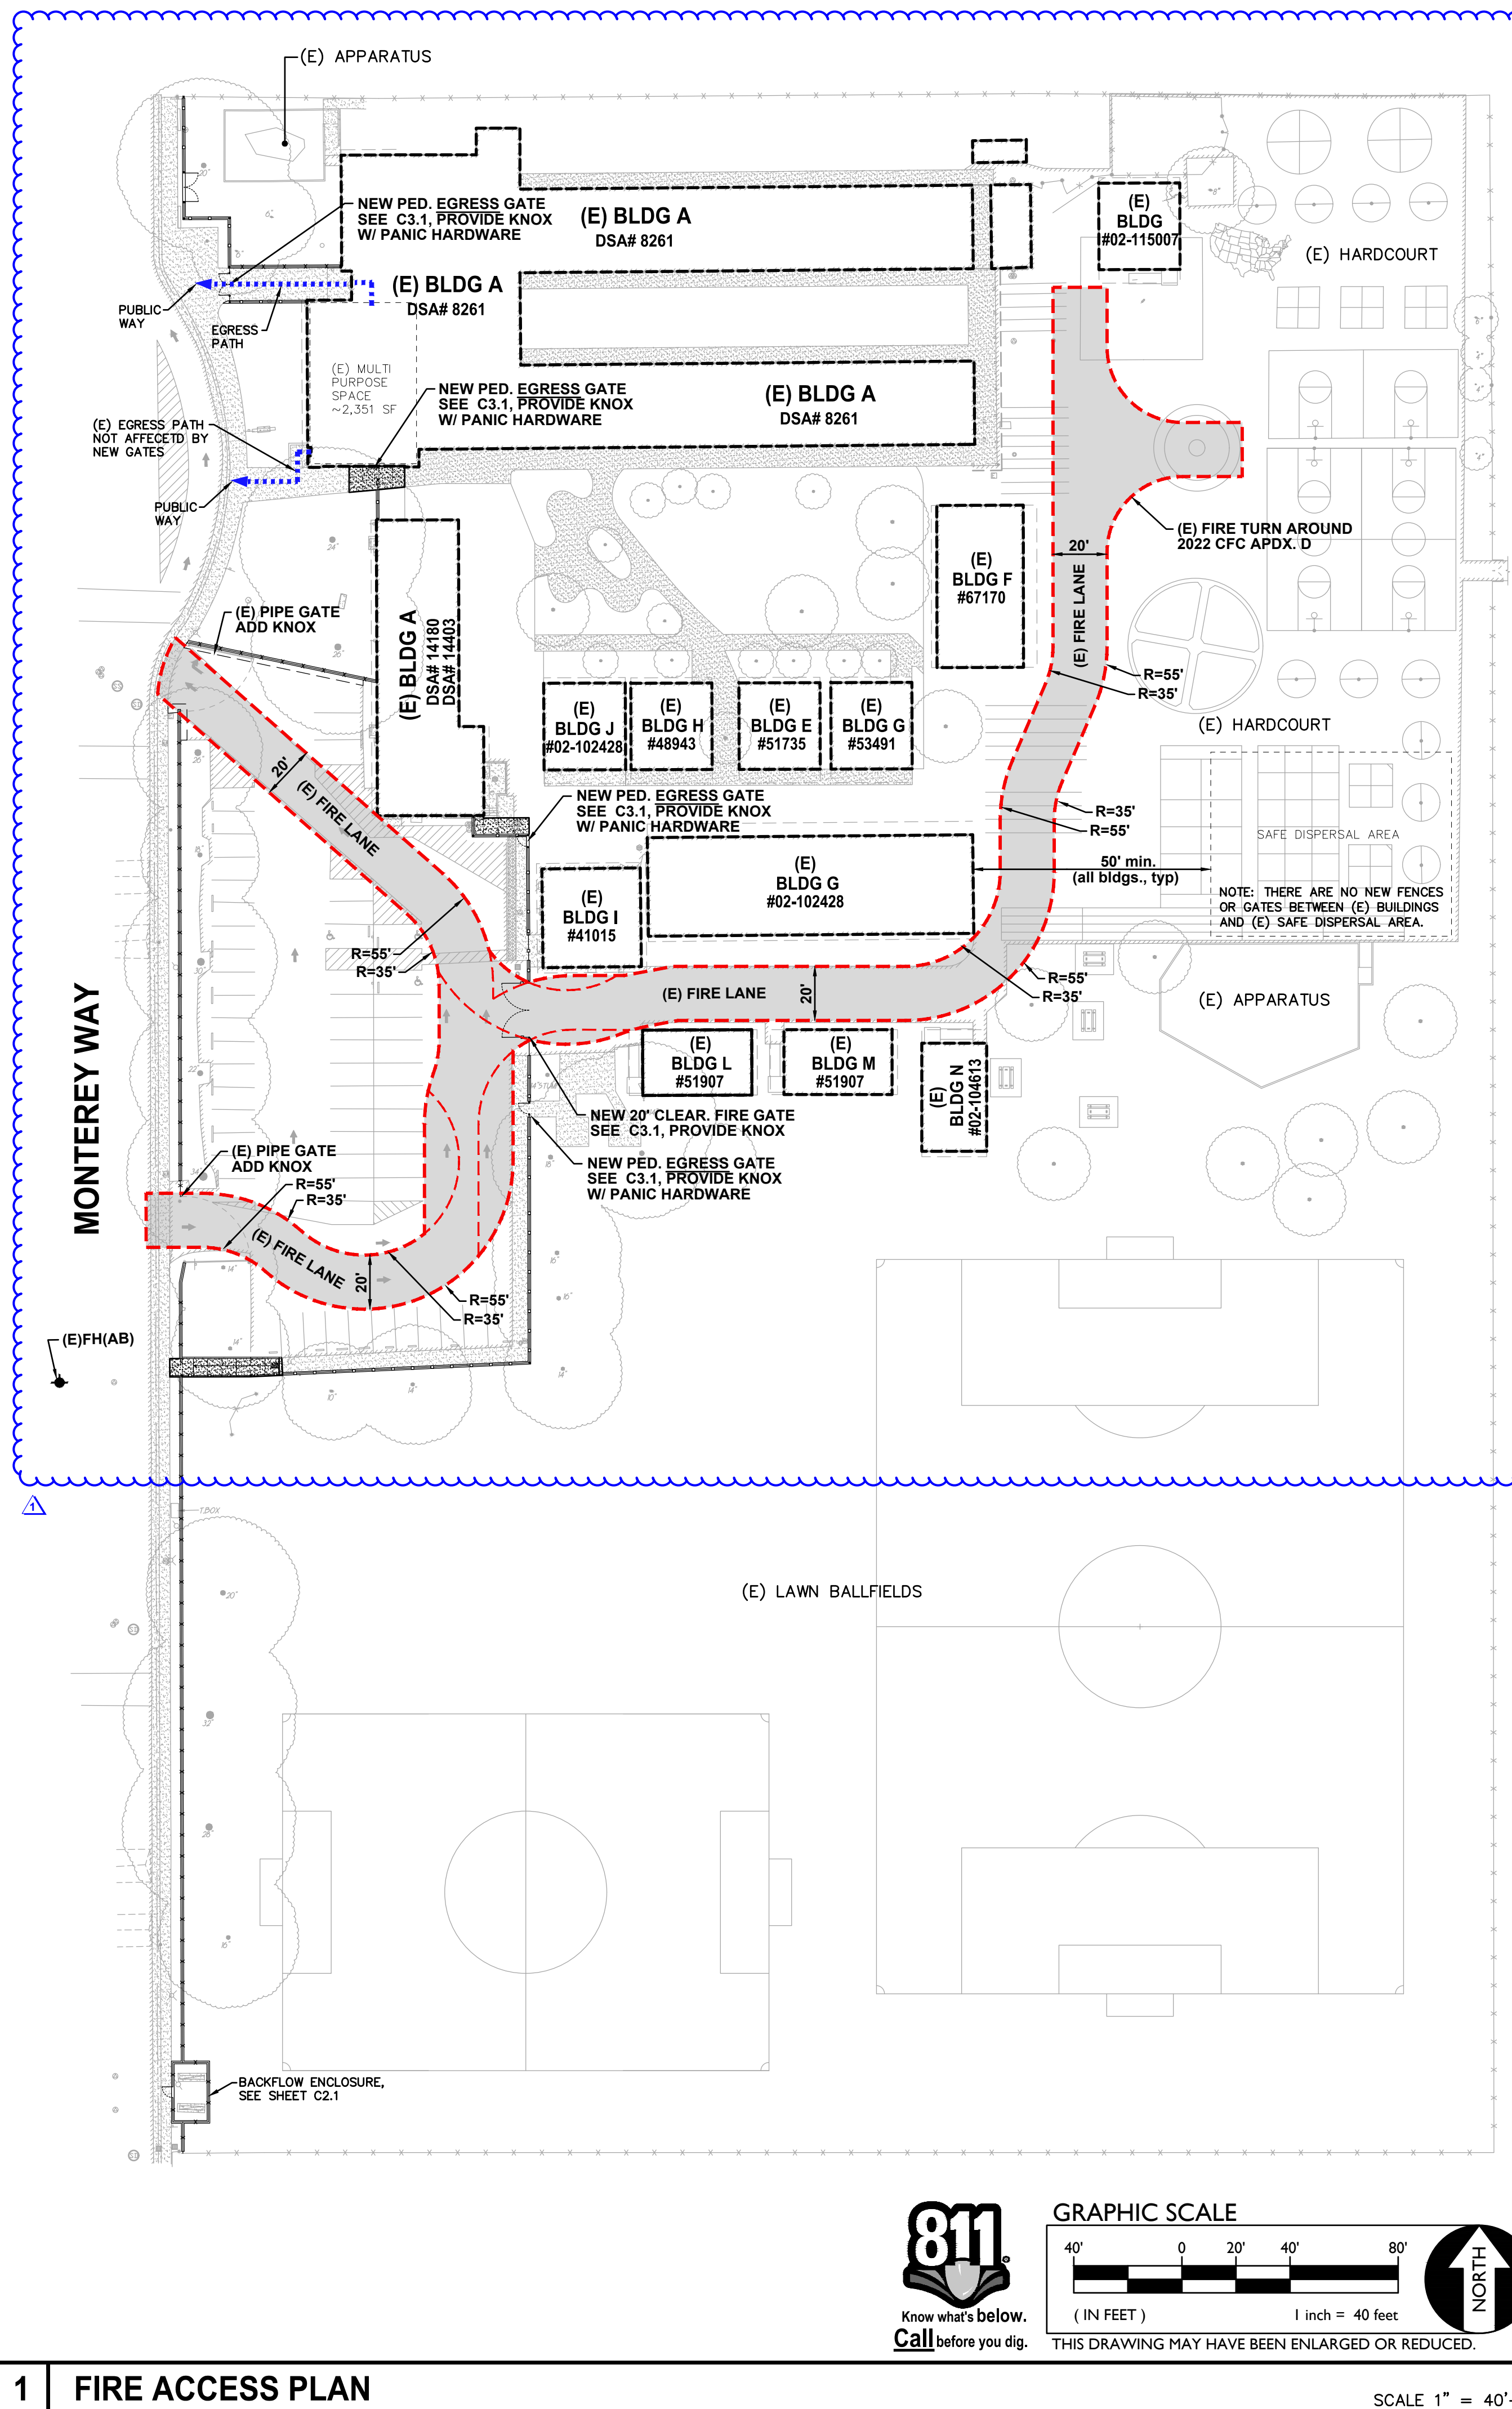 (E) APPARATUS
NEW PED. EGRESS GATE
SEE C3.1, PROVIDE KNOX
W/ PANIC HARDWARE
(E) BLDG A
DSA# 8261
(E)
BLDG
#02-115007
(E) HARDCOURT
(E) BLDG A
DSA# 8261
PUBLIC
WAY
EGRESS
PATH
(E) MULTI
PURPOSE
SPACE
~2,351 SF
NEW PED. EGRESS GATE
SEE C3.1, PROVIDE KNOX
W/ PANIC HARDWARE
(E) BLDG A
DSA# 8261
(E) EGRESS PATH
NOT AFFECETD BY
NEW GATES
PUBLIC
WAY
(E) FIRE TURN AROUND
2022 CFC APDX. D
20'
(E) FIRE LANE
(E)
BLDG F
#67170
(E) PIPE GATE
ADD KNOX
(E) BLDG A
DSA# 14180
DSA# 14403
R=55'
R=35'
(E)
BLDG J
#02-102428
(E)
BLDG H
#48943
(E)
BLDG E
#51735
(E)
BLDG G
#53491
(E) HARDCOURT
20'
(E) FIRE LANE
NEW PED. EGRESS GATE
SEE C3.1, PROVIDE KNOX
W/ PANIC HARDWARE
R=35'
R=55'
SAFE DISPERSAL AREA
50' min.
(all bldgs., typ)
NOTE: THERE ARE NO NEW FENCES
OR GATES BETWEEN (E) BUILDINGS
AND (E) SAFE DISPERSAL AREA.
(E)
BLDG G
#02-102428
(E)
BLDG I
#41015
R=55'
R=35'
R=55'
R=35'
(E) FIRE LANE
20'
(E) APPARATUS
MONTEREY WAY
(E)
BLDG L
#51907
(E)
BLDG M
#51907
(E)
BLDG N
#02-104613
NEW 20' CLEAR. FIRE GATE
SEE C3.1, PROVIDE KNOX
(E) PIPE GATE
ADD KNOX
NEW PED. EGRESS GATE
SEE C3.1, PROVIDE KNOX
W/ PANIC HARDWARE
R=55'
R=35'
(E) FIRE LANE
20'
R=55'
R=35'
(E)FH(AB)
1
T.BOX
(E) LAWN BALLFIELDS
BACKFLOW ENCLOSURE,
SEE SHEET C2.1
811
Know what's below.
Call before you dig.
GRAPHIC SCALE
40' 0 20' 40' 80'
( IN FEET )
1 inch = 40 feet
NORTH
THIS DRAWING MAY HAVE BEEN ENLARGED OR REDUCED.
1
FIRE ACCESS PLAN
SCALE 1" = 40'-